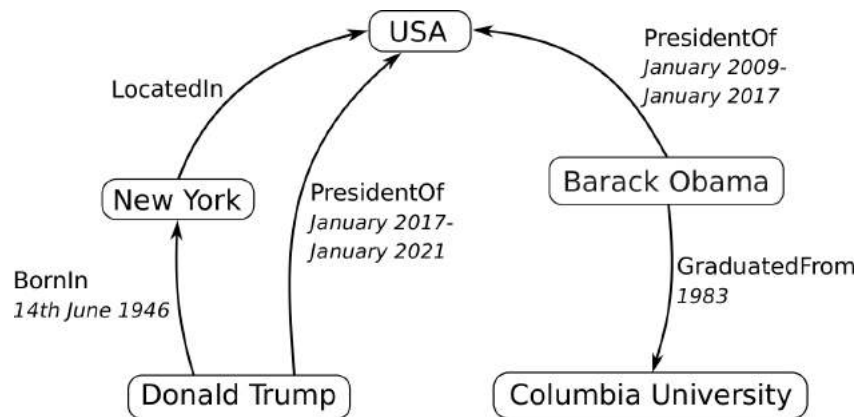 USA
PresidentOf
January 2009-
January 2017
LocatedIn
New York
PresidentOf
January 2017-
January 2021
Barack Obama
BornIn
14th June 1946
GraduatedFrom
1983
Donald Trump
Columbia University